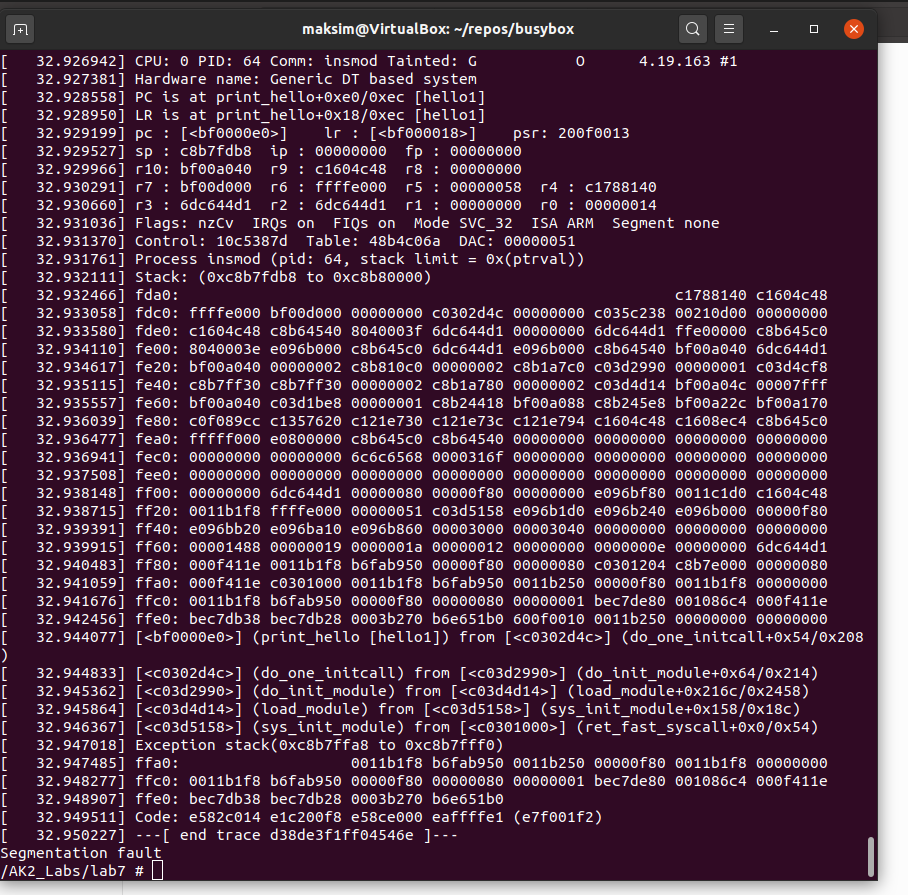 maksim@VirtualBox: ~/repos/busybox
[   32.926942] CPU: 0 PID: 64 Comm: insmod Tainted: G           O      4.19.163 #1
[   32.927381] Hardware name: Generic DT based system
[   32.928558] PC is at print_hello+0xe0/0xec [hello1]
[   32.928950] LR is at print_hello+0x18/0xec [hello1]
[   32.929199] pc : [<bf0000e0>]    lr : [<bf000018>]    psr: 200f0013
[   32.929527] sp : c8b7fdb8  ip : 00000000  fp : 00000000
[   32.929966] r10: bf00a040  r9 : c1604c48  r8 : 00000000
[   32.930291] r7 : bf00d000  r6 : ffffe000  r5 : 00000058  r4 : c1788140
[   32.930660] r3 : 6dc644d1  r2 : 6dc644d1  r1 : 00000000  r0 : 00000014
[   32.931036] Flags: nzCv  IRQs on  FIQs on  Mode SVC_32  ISA ARM  Segment none
[   32.931370] Control: 10c5387d  Table: 48b4c06a  DAC: 00000051
[   32.931761] Process insmod (pid: 64, stack limit = 0x(ptrval))
[   32.932111] Stack: (0xc8b7fdb8 to 0xc8b80000)
[   32.932466] fda0:                                                       c1788140 c1604c48
[   32.933058] fdc0: ffffe000 bf00d000 00000000 c0302d4c 00000000 c035c238 00210d00 00000000
[   32.933580] fde0: c1604c48 c8b64540 8040003f 6dc644d1 00000000 6dc644d1 ffe00000 c8b645c0
[   32.934110] fe00: 8040003e e096b000 c8b645c0 6dc644d1 e096b000 c8b64540 bf00a040 6dc644d1
[   32.934617] fe20: bf00a040 00000002 c8b810c0 00000002 c8b1a7c0 c03d2990 00000001 c03d4cf8
[   32.935115] fe40: c8b7ff30 c8b7ff30 00000002 c8b1a780 00000002 c03d4d14 bf00a04c 00007fff
[   32.935557] fe60: bf00a040 c03d1be8 00000001 c8b24418 bf00a088 c8b245e8 bf00a22c bf00a170
[   32.936039] fe80: c0f089cc c1357620 c121e730 c121e73c c121e794 c1604c48 c1608ec4 c8b645c0
[   32.936477] fea0: fffff000 e0800000 c8b645c0 c8b64540 00000000 00000000 00000000 00000000
[   32.936941] fec0: 00000000 00000000 6c6c6568 0000316f 00000000 00000000 00000000 00000000
[   32.937508] fee0: 00000000 00000000 00000000 00000000 00000000 00000000 00000000 00000000
[   32.938148] ff00: 00000000 6dc644d1 00000080 00000f80 00000000 e096bf80 0011c1d0 c1604c48
[   32.938715] ff20: 0011b1f8 ffffe000 00000051 c03d5158 e096b1d0 e096b240 e096b000 00000f80
[   32.939391] ff40: e096bb20 e096ba10 e096b860 00003000 00003040 00000000 00000000 00000000
[   32.939915] ff60: 00001488 00000019 0000001a 00000012 00000000 0000000e 00000000 6dc644d1
[   32.940483] ff80: 000f411e 0011b1f8 b6fab950 00000f80 00000080 c0301204 c8b7e000 00000080
[   32.941059] ffa0: 000f411e c0301000 0011b1f8 b6fab950 0011b250 00000f80 0011b1f8 00000000
[   32.941676] ffc0: 0011b1f8 b6fab950 00000f80 00000080 00000001 bec7de80 001086c4 000f411e
[   32.942456] ffe0: bec7db38 bec7db28 0003b270 b6e651b0 600f0010 0011b250 00000000 00000000
[   32.944077] [<bf0000e0>] (print_hello [hello1]) from [<c0302d4c>] (do_one_initcall+0x54/0x208
)
[   32.944833] [<c0302d4c>] (do_one_initcall) from [<c03d2990>] (do_init_module+0x64/0x214)
[   32.945362] [<c03d2990>] (do_init_module) from [<c03d4d14>] (load_module+0x216c/0x2458)
[   32.945864] [<c03d4d14>] (load_module) from [<c03d5158>] (sys_init_module+0x158/0x18c)
[   32.946367] [<c03d5158>] (sys_init_module) from [<c0301000>] (ret_fast_syscall+0x0/0x54)
[   32.947018] Exception stack(0xc8b7ffa8 to 0xc8b7fff0)
[   32.947485] ffa0:                   0011b1f8 b6fab950 0011b250 00000f80 0011b1f8 00000000
[   32.948277] ffc0: 0011b1f8 b6fab950 00000f80 00000080 00000001 bec7de80 001086c4 000f411e
[   32.948907] ffe0: bec7db38 bec7db28 0003b270 b6e651b0
[   32.949511] Code: e582c014 e1c200f8 e58ce000 eaffffe1 (e7f001f2)
[   32.950227] ---[ end trace d38de3f1ff04546e ]---
Segmentation fault
/AK2_Labs/lab7 #